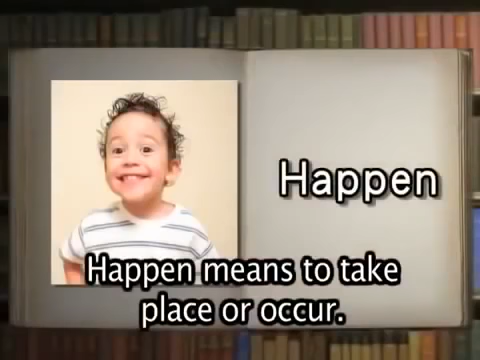 Happen
Happen means to take
place or occur.